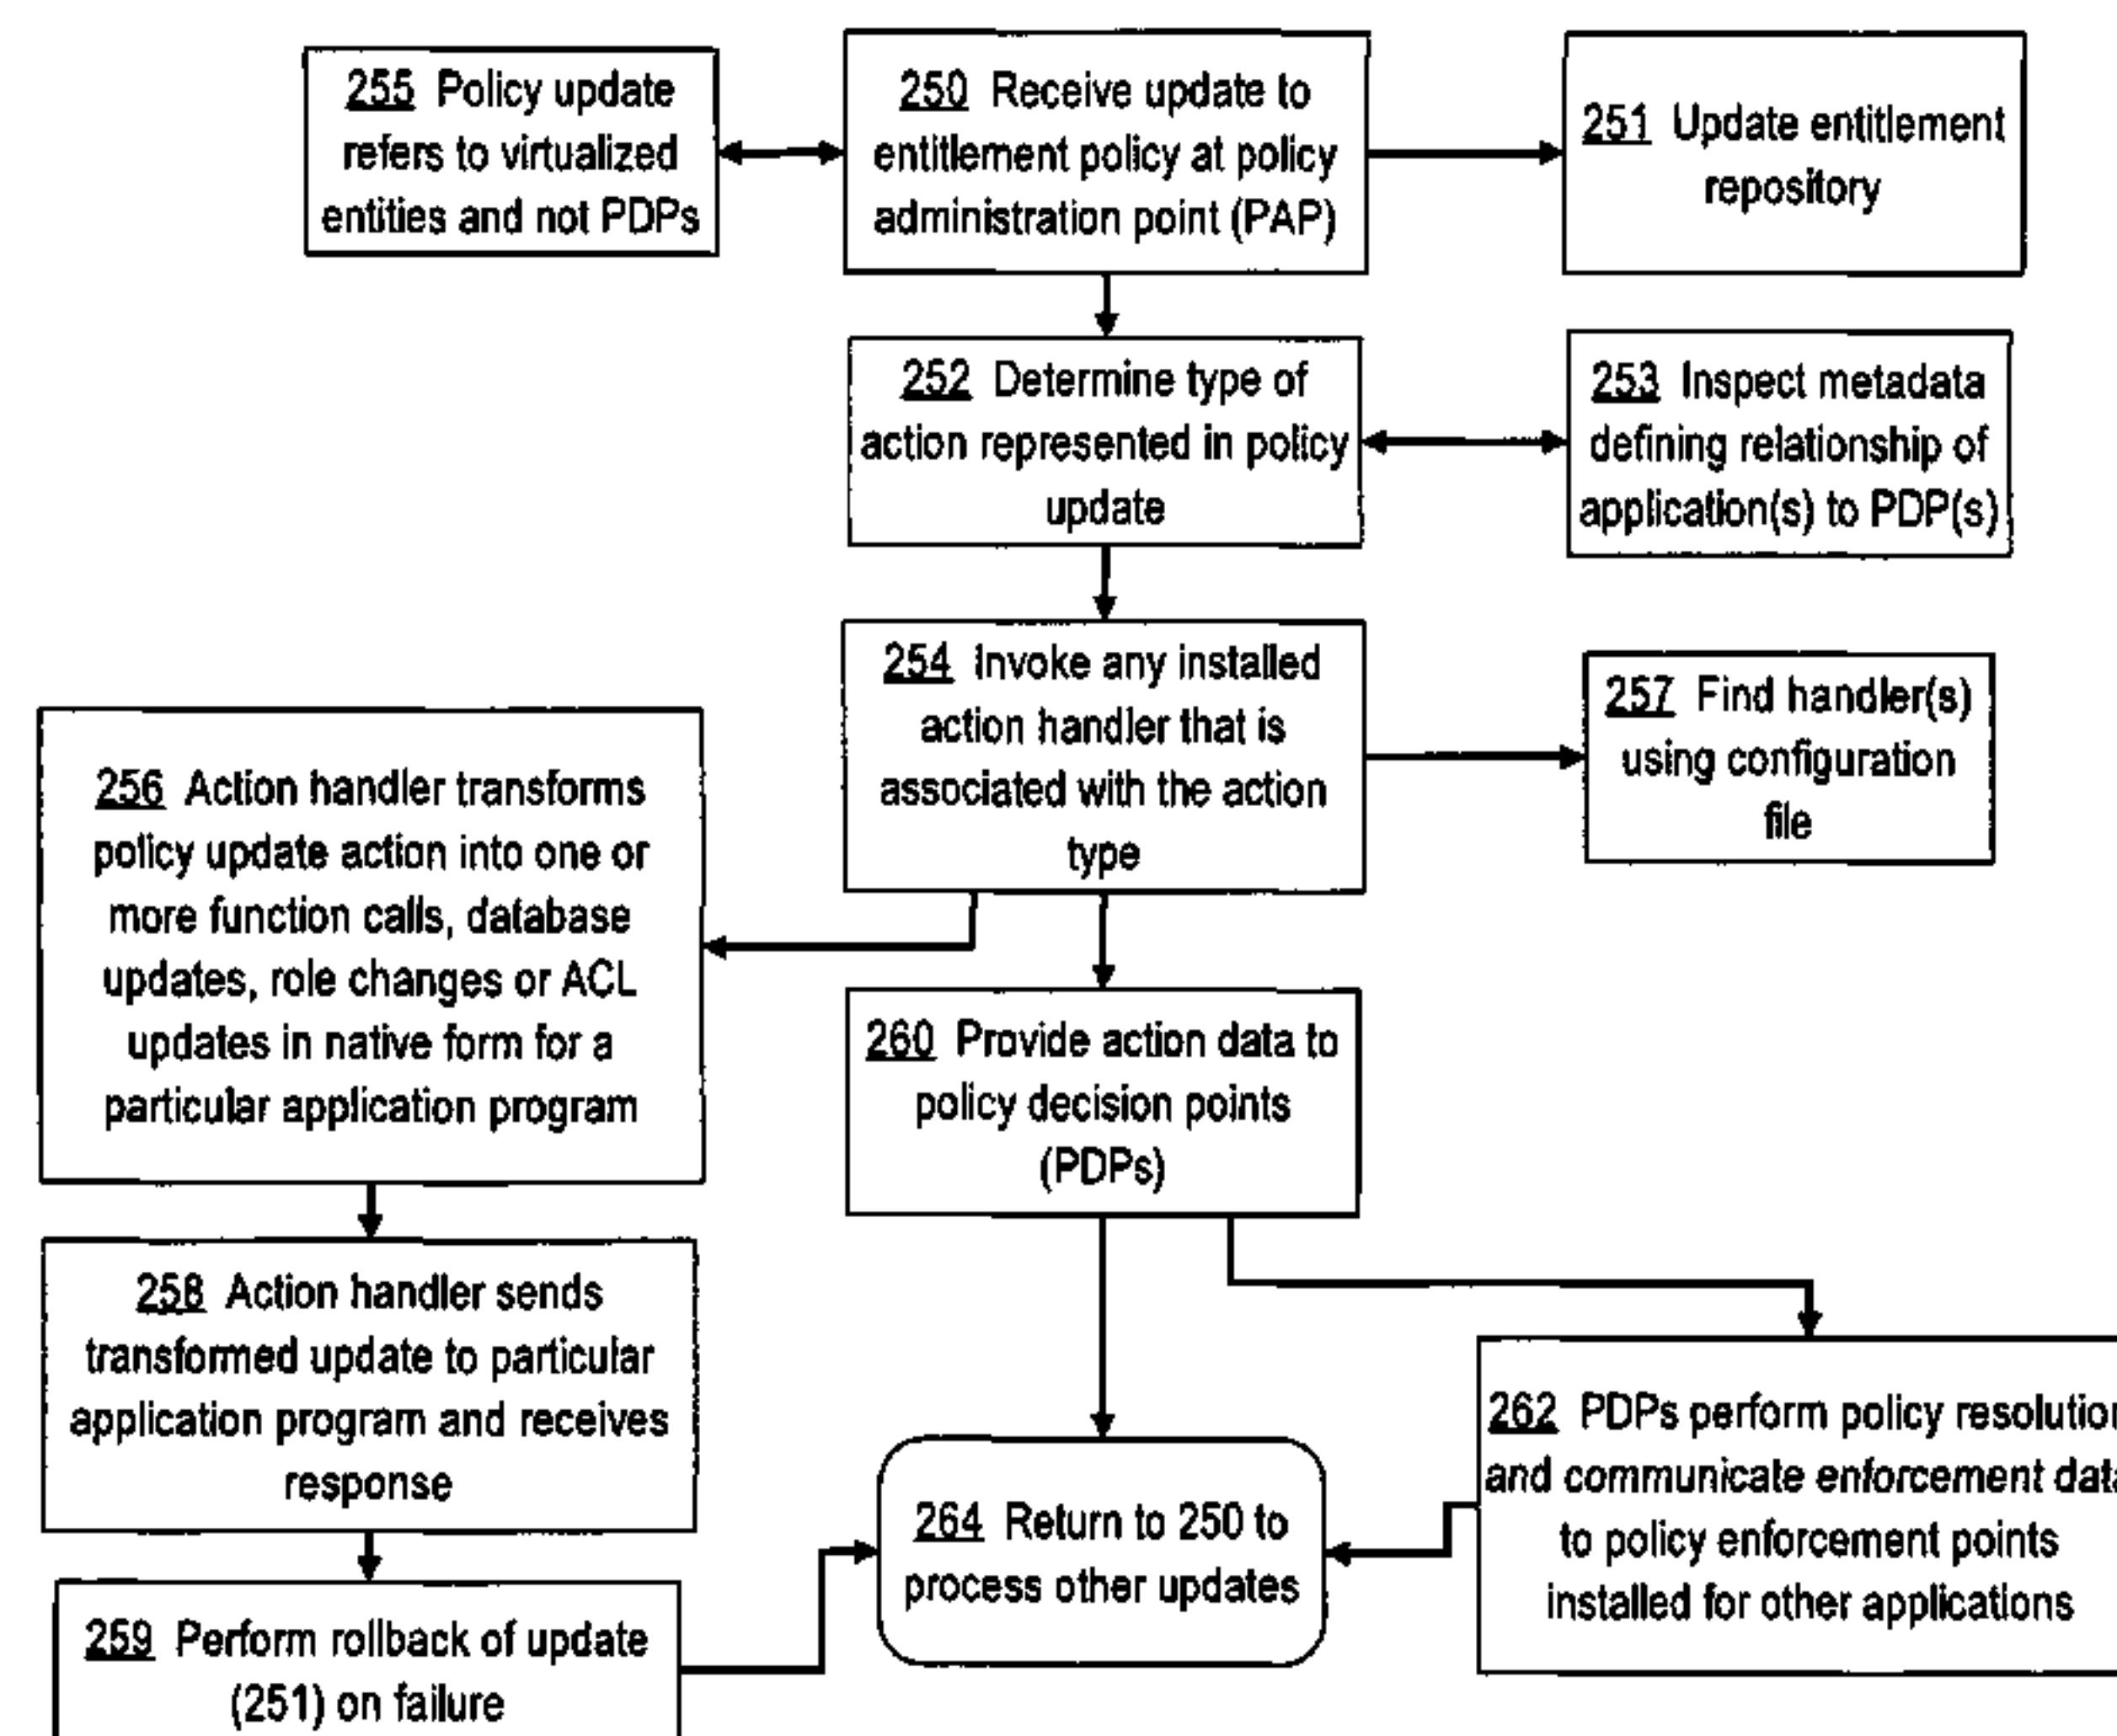 255 Policy update
refers to virtualized
entities and not PDPs
250 Receive update to
entitlement policy at policy
administration point (PAP)
251 Update entitlement
repository
252 Determine type of
action represented in policy
update
253 Inspect metadata
defining relationship of
application(s) to PDP(s)
254 Invoke any installed
action handler that is
associated with the action
type
257 Find handler(s)
using configuration
file
256 Action handler transforms
policy update action into one or
more function calls, database
updates, role changes or ACL
updates in native form for a
particular application program
260 Provide action data to
policy decision points
(PDPs)
258 Action handler sends
transformed update to particular
application program and receives
response
262 PDPs perform policy resolution
and communicate enforcement data
to policy enforcement points
installed for other applications
264 Return to 250 to
process other updates
259 Perform rollback of update
(251) on failure